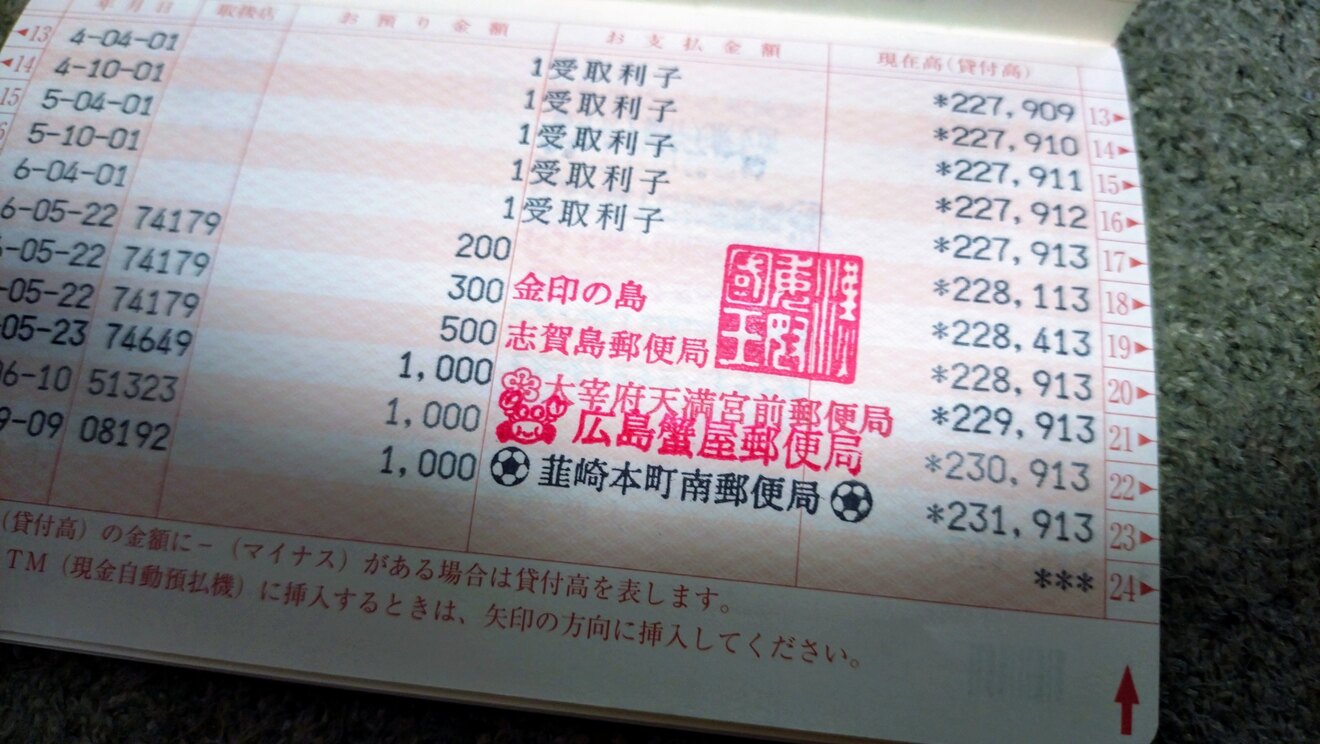 年月日 取扱店 お預り金額 お支払金額 現在高(貸付高)
◀13 4-04-01 1 受取利子 *227,909 13▶
◀14 4-10-01 1 受取利子 *227,910 14▶
15 5-04-01 1 受取利子 *227,911 15▶
5-10-01 1 受取利子 *227,912 16▶
6-04-01 1 受取利子 *227,913 17▶
6-05-22 74179 200 *228,113 18▶
-05-22 74179 300 金印の島 *228,413 19▶
-05-22 74179 500 志賀島郵便局 *228,913 20▶
漢委奴國王
05-23 74649 1,000 太宰府天満宮前郵便局 *229,913 21▶
06-10 51323 1,000 広島蟹屋郵便局 *230,913 22▶
9-09 08192 1,000 韮崎本町南郵便局 *231,913 23▶
*** 24▶
(貸付高)の金額に-(マイナス)がある場合は貸付高を表します。
TM(現金自動預払機)に挿入するときは、矢印の方向に挿入してください。